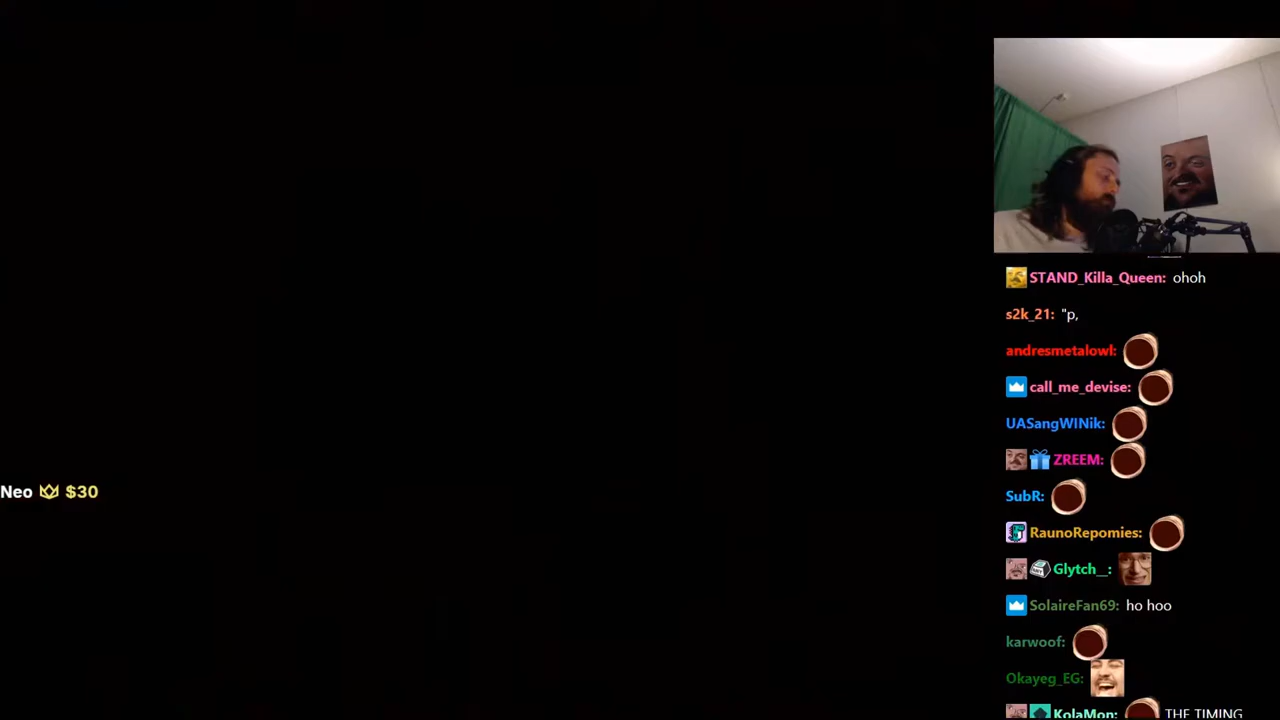 STAND_Killa_Queen: ohoh
s2k_21: "p,
andresmetalowl:
call_me_devise:
UASangWINik:
ZREEM:
Neo $30
SubR:
RaunoRepomies:
Glytch__:
SolaireFan69: ho hoo
karwoof:
Okayeg_EG:
KolaMon: THE TIMING